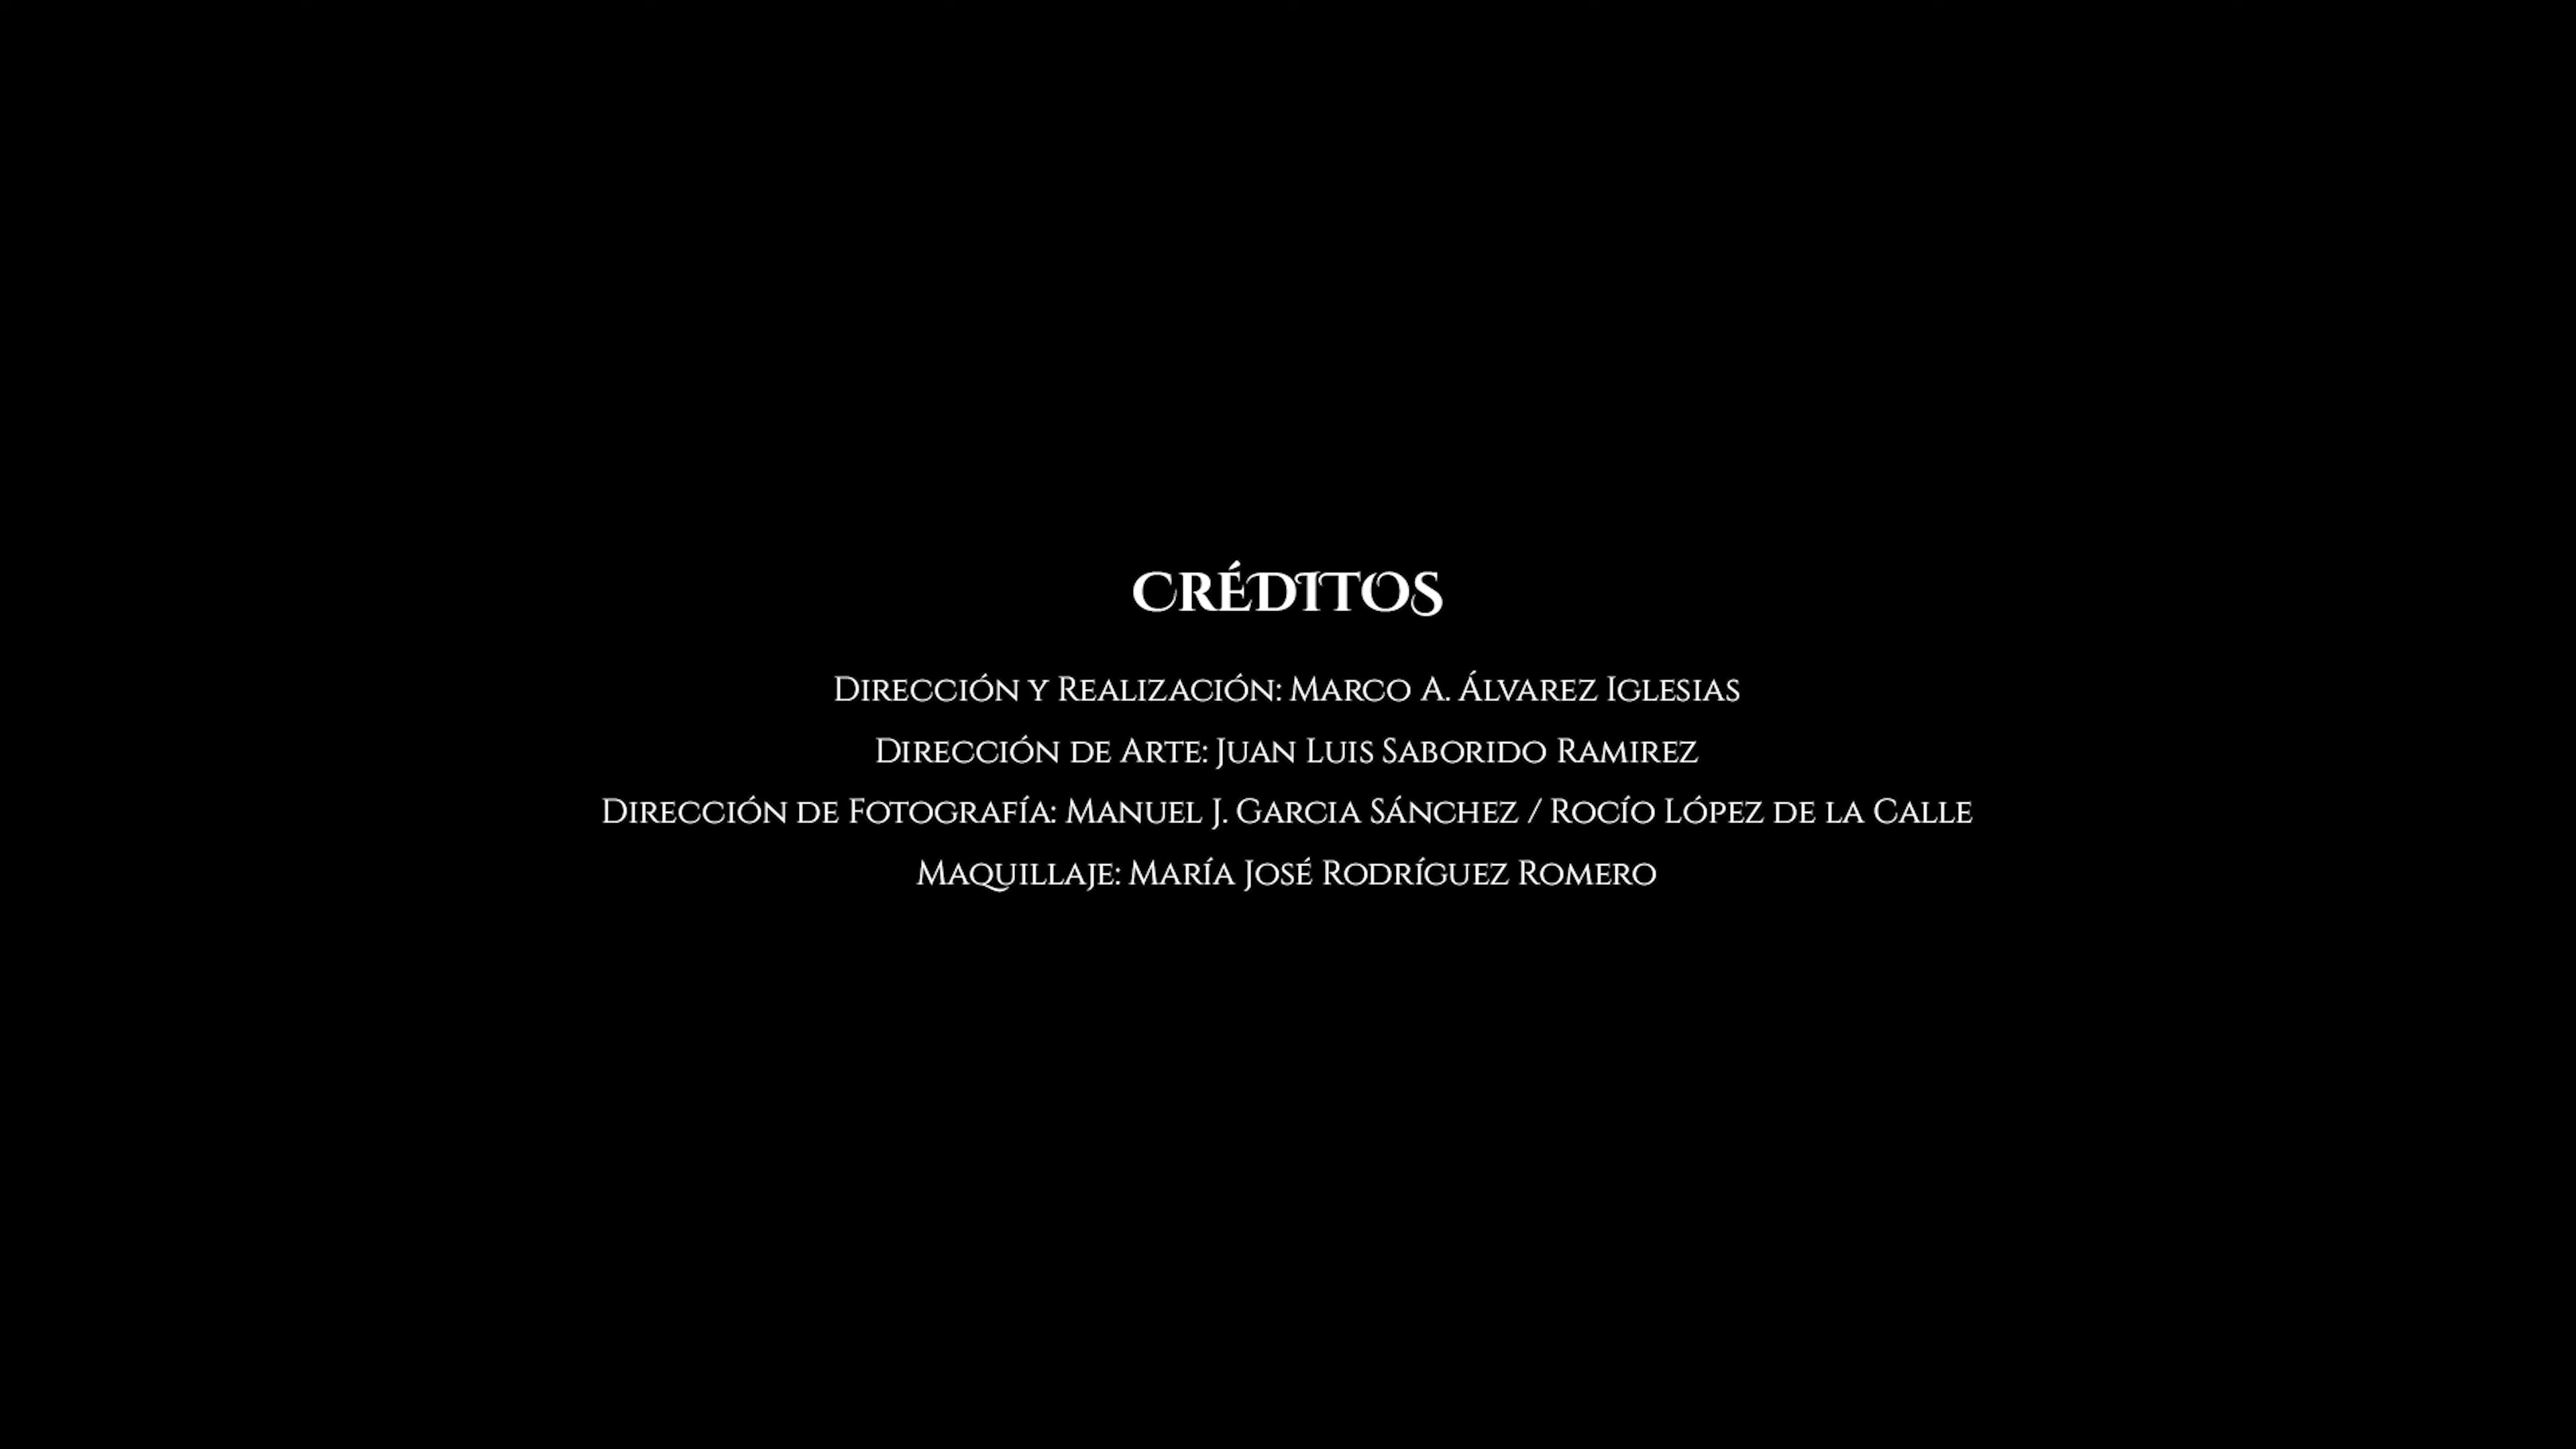 CRÉDITOS
Dirección y Realización: Marco A. Álvarez Iglesias
Dirección de Arte: Juan Luis Saborido Ramirez
Dirección de Fotografía: Manuel J. Garcia Sánchez / Rocío López de la Calle
Maquillaje: María José Rodríguez Romero